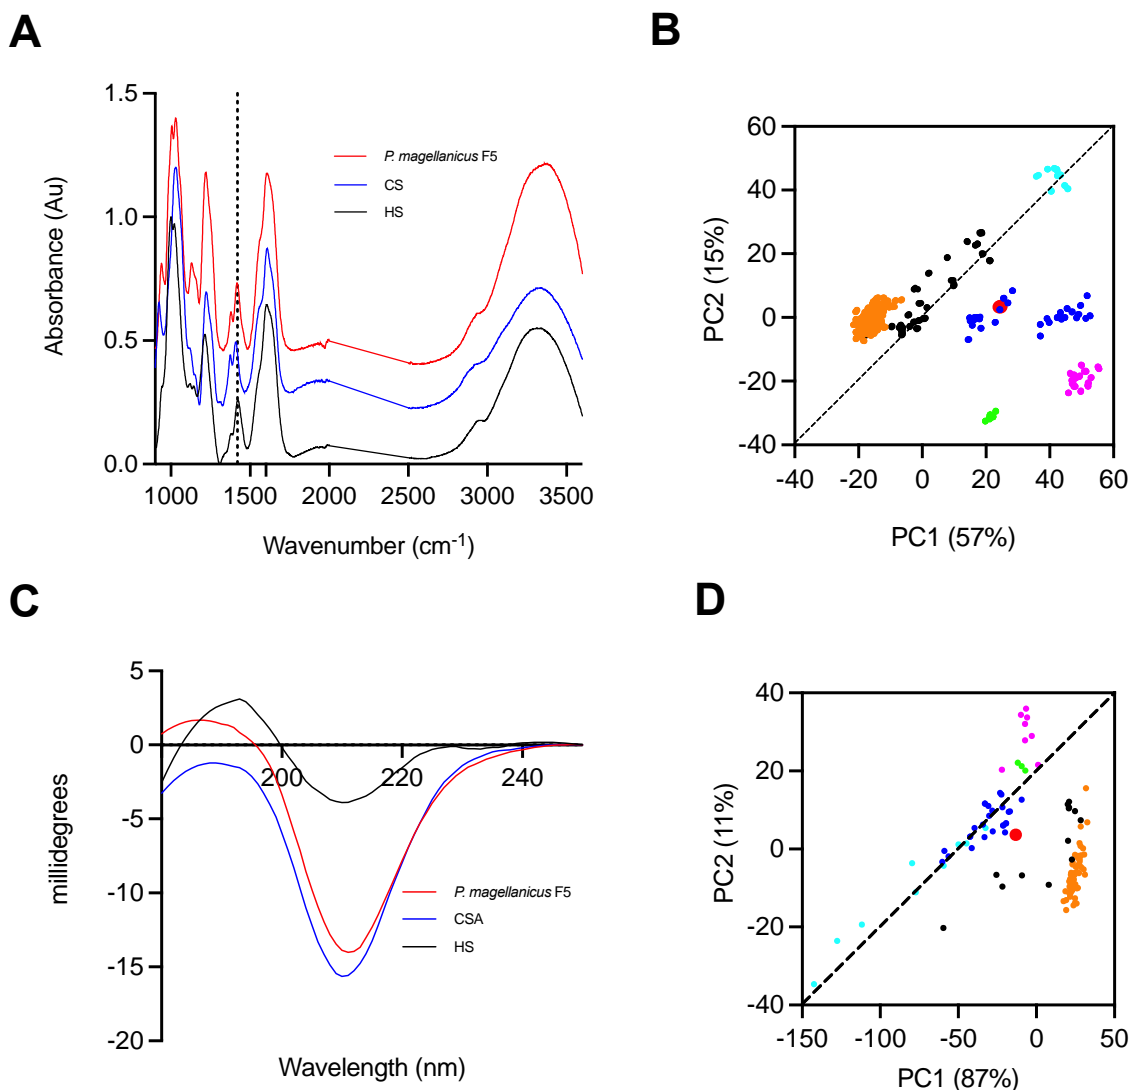 A
1.5
1.0
0.5
0.0
Absorbance (Au)
P. magellanicus F5
CS
HS
1000 1500 2000 2500 3000 3500
Wavenumber (cm-1)
B
60
40
20
0
-20
-40
PC2 (15%)
-40 -20 0 20 40 60
PC1 (57%)
C
5
0
-5
-10
-15
-20
millidegrees
200 220 240
P. magellanicus F5
CSA
HS
Wavelength (nm)
D
40
20
0
-20
-40
PC2 (11%)
-150 -100 -50 0 50
PC1 (87%)